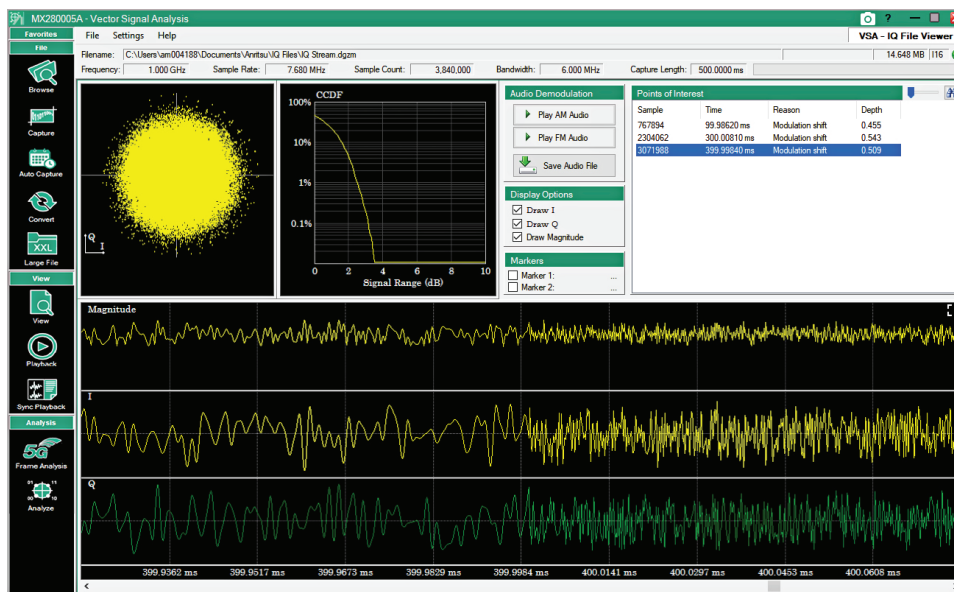 MX280005A - Vector Signal Analysis
?
Favorites
File Settings Help
VSA - IQ File Viewer
File
Filename: C:\Users\am004188\Documents\Anritsu\IQ Files\IQ Stream.dgzm 14.648 MB I16
Frequency: 1.000 GHz Sample Rate: 7.680 MHz Sample Count: 3,840,000 Bandwidth: 6.000 MHz Capture Length: 500.0000 ms
Browse
Capture
Auto Capture
Convert
XXL
Large File
View
View
Playback
Sync Playback
Analysis
5G
Frame Analysis
01 11
00 10
Analyze
Q
I
CCDF
100%
10%
1%
0.1%
0 2 4 6 8 10
Signal Range (dB)
Audio Demodulation
Play AM Audio
Play FM Audio
Save Audio File
Display Options
Draw I
Draw Q
Draw Magnitude
Markers
Marker 1: ...
Marker 2: ...
Points of Interest
Sample Time Reason Depth
767894 99.98620 ms Modulation shift 0.455
2304062 300.00810 ms Modulation shift 0.543
3071988 399.99840 ms Modulation shift 0.509
Magnitude
I
Q
399.9362 ms 399.9517 ms 399.9673 ms 399.9829 ms 399.9984 ms 400.0141 ms 400.0297 ms 400.0453 ms 400.0608 ms